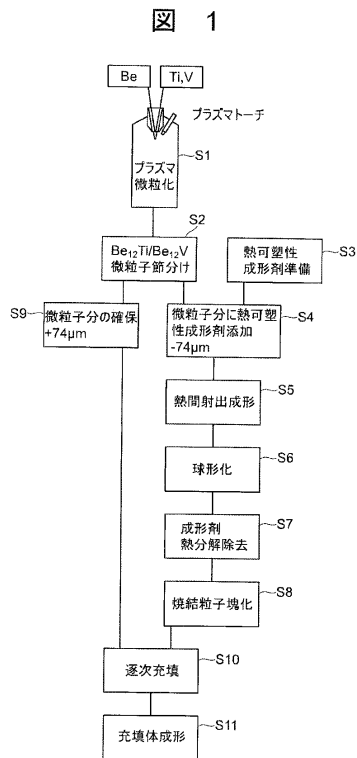 図 1
Be
Ti,V
プラズマトーチ
S1
プラズマ
微粒化
S2
Be12Ti/Be12V
微粒子節分け
S3
熱可塑性
成形剤準備
S9
微粒子分の確保
+74μm
S4
微粒子分に熱可塑
性成形剤添加
-74μm
S5
熱間射出成形
S6
球形化
S7
成形剤
熱分解除去
S8
焼結粒子塊化
S10
逐次充填
S11
充填体成形